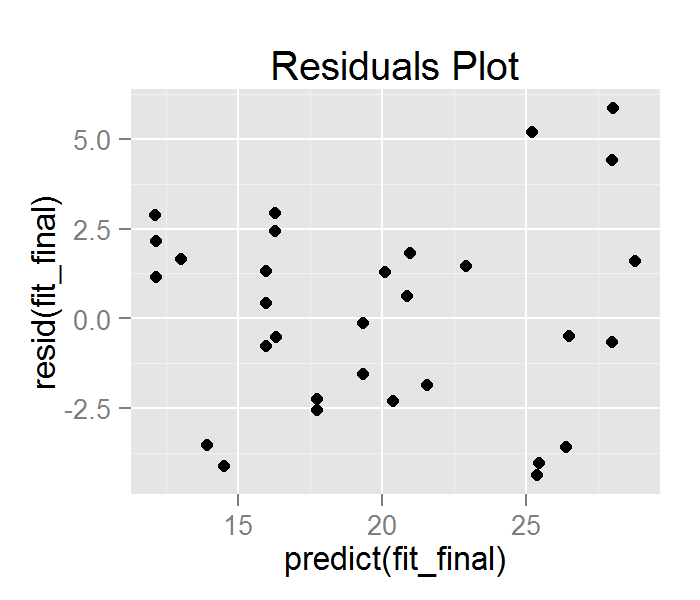 Residuals Plot
resid(fit_final)
5.0
2.5
0.0
-2.5
15 20 25
predict(fit_final)